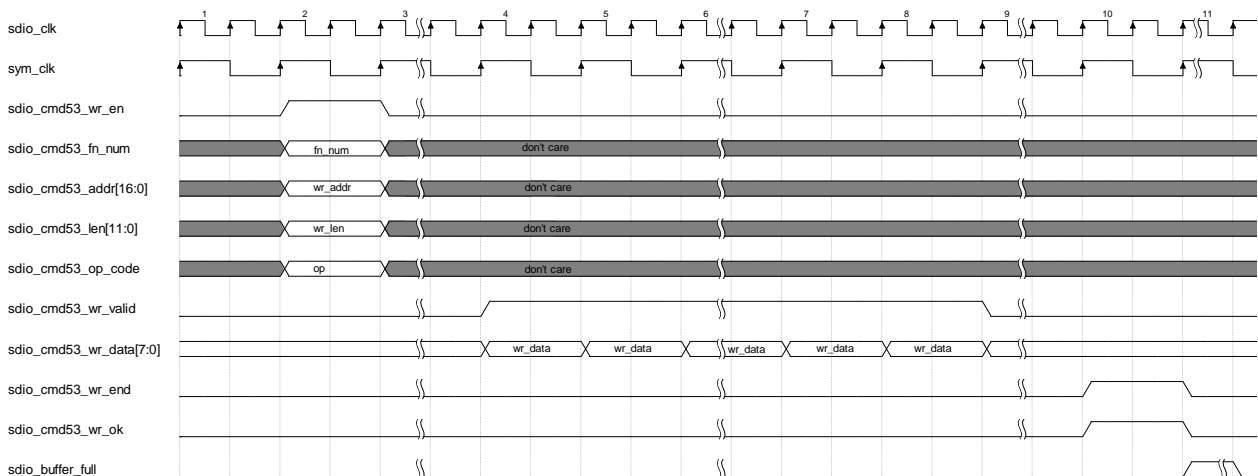 1 2 3 4 5 6 7 8 9 10 11
sdio_clk
sym_clk
sdio_cmd53_wr_en
sdio_cmd53_fn_num fn_num don't care
sdio_cmd53_addr[16:0] wr_addr don't care
sdio_cmd53_len[11:0] wr_len don't care
sdio_cmd53_op_code op don't care
sdio_cmd53_wr_valid
sdio_cmd53_wr_data[7:0] wr_data wr_data wr_data wr_data wr_data
sdio_cmd53_wr_end
sdio_cmd53_wr_ok
sdio_buffer_full